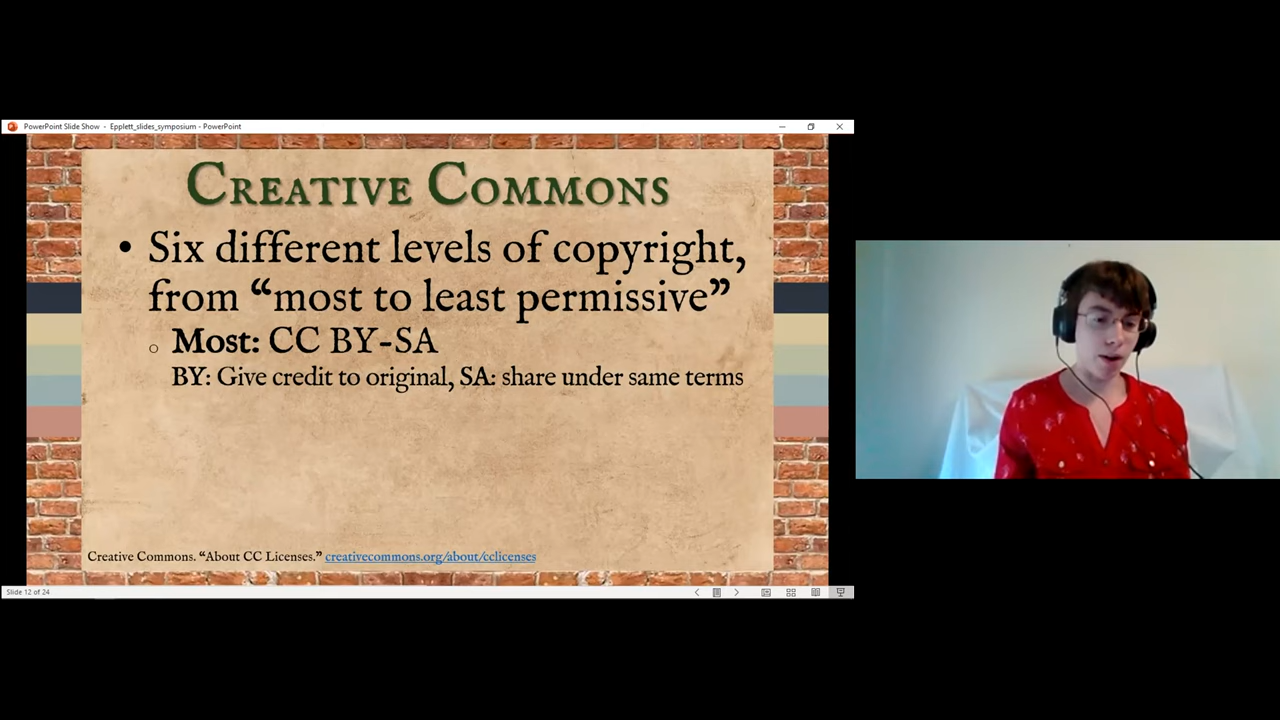 PowerPoint Slide Show - Epplett_slides_symposium - PowerPoint
Creative Commons
• Six different levels of copyright,
from “most to least permissive”
○ Most: CC BY-SA
BY: Give credit to original, SA: share under same terms
Creative Commons. “About CC Licenses.” creativecommons.org/about/cclicenses
Slide 12 of 24